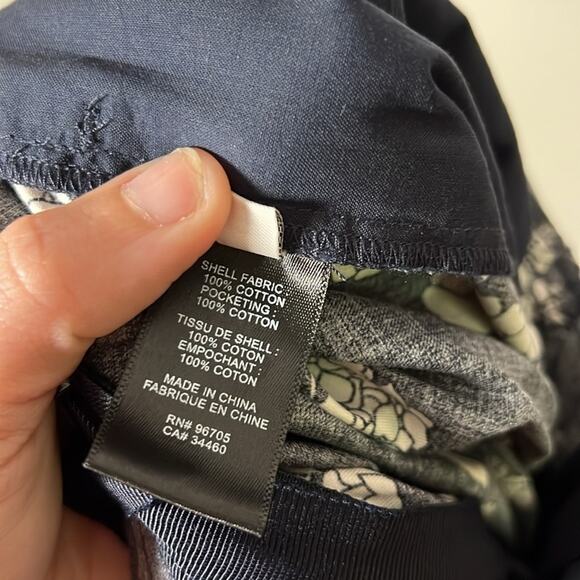 SHELL FABRIC:
100% COTTON
POCKETING :
100% COTTON
TISSU DE SHELL :
100% COTON
EMPOCHANT :
100% COTON
MADE IN CHINA
FABRIQUE EN CHINE
RN# 96705
CA# 34460